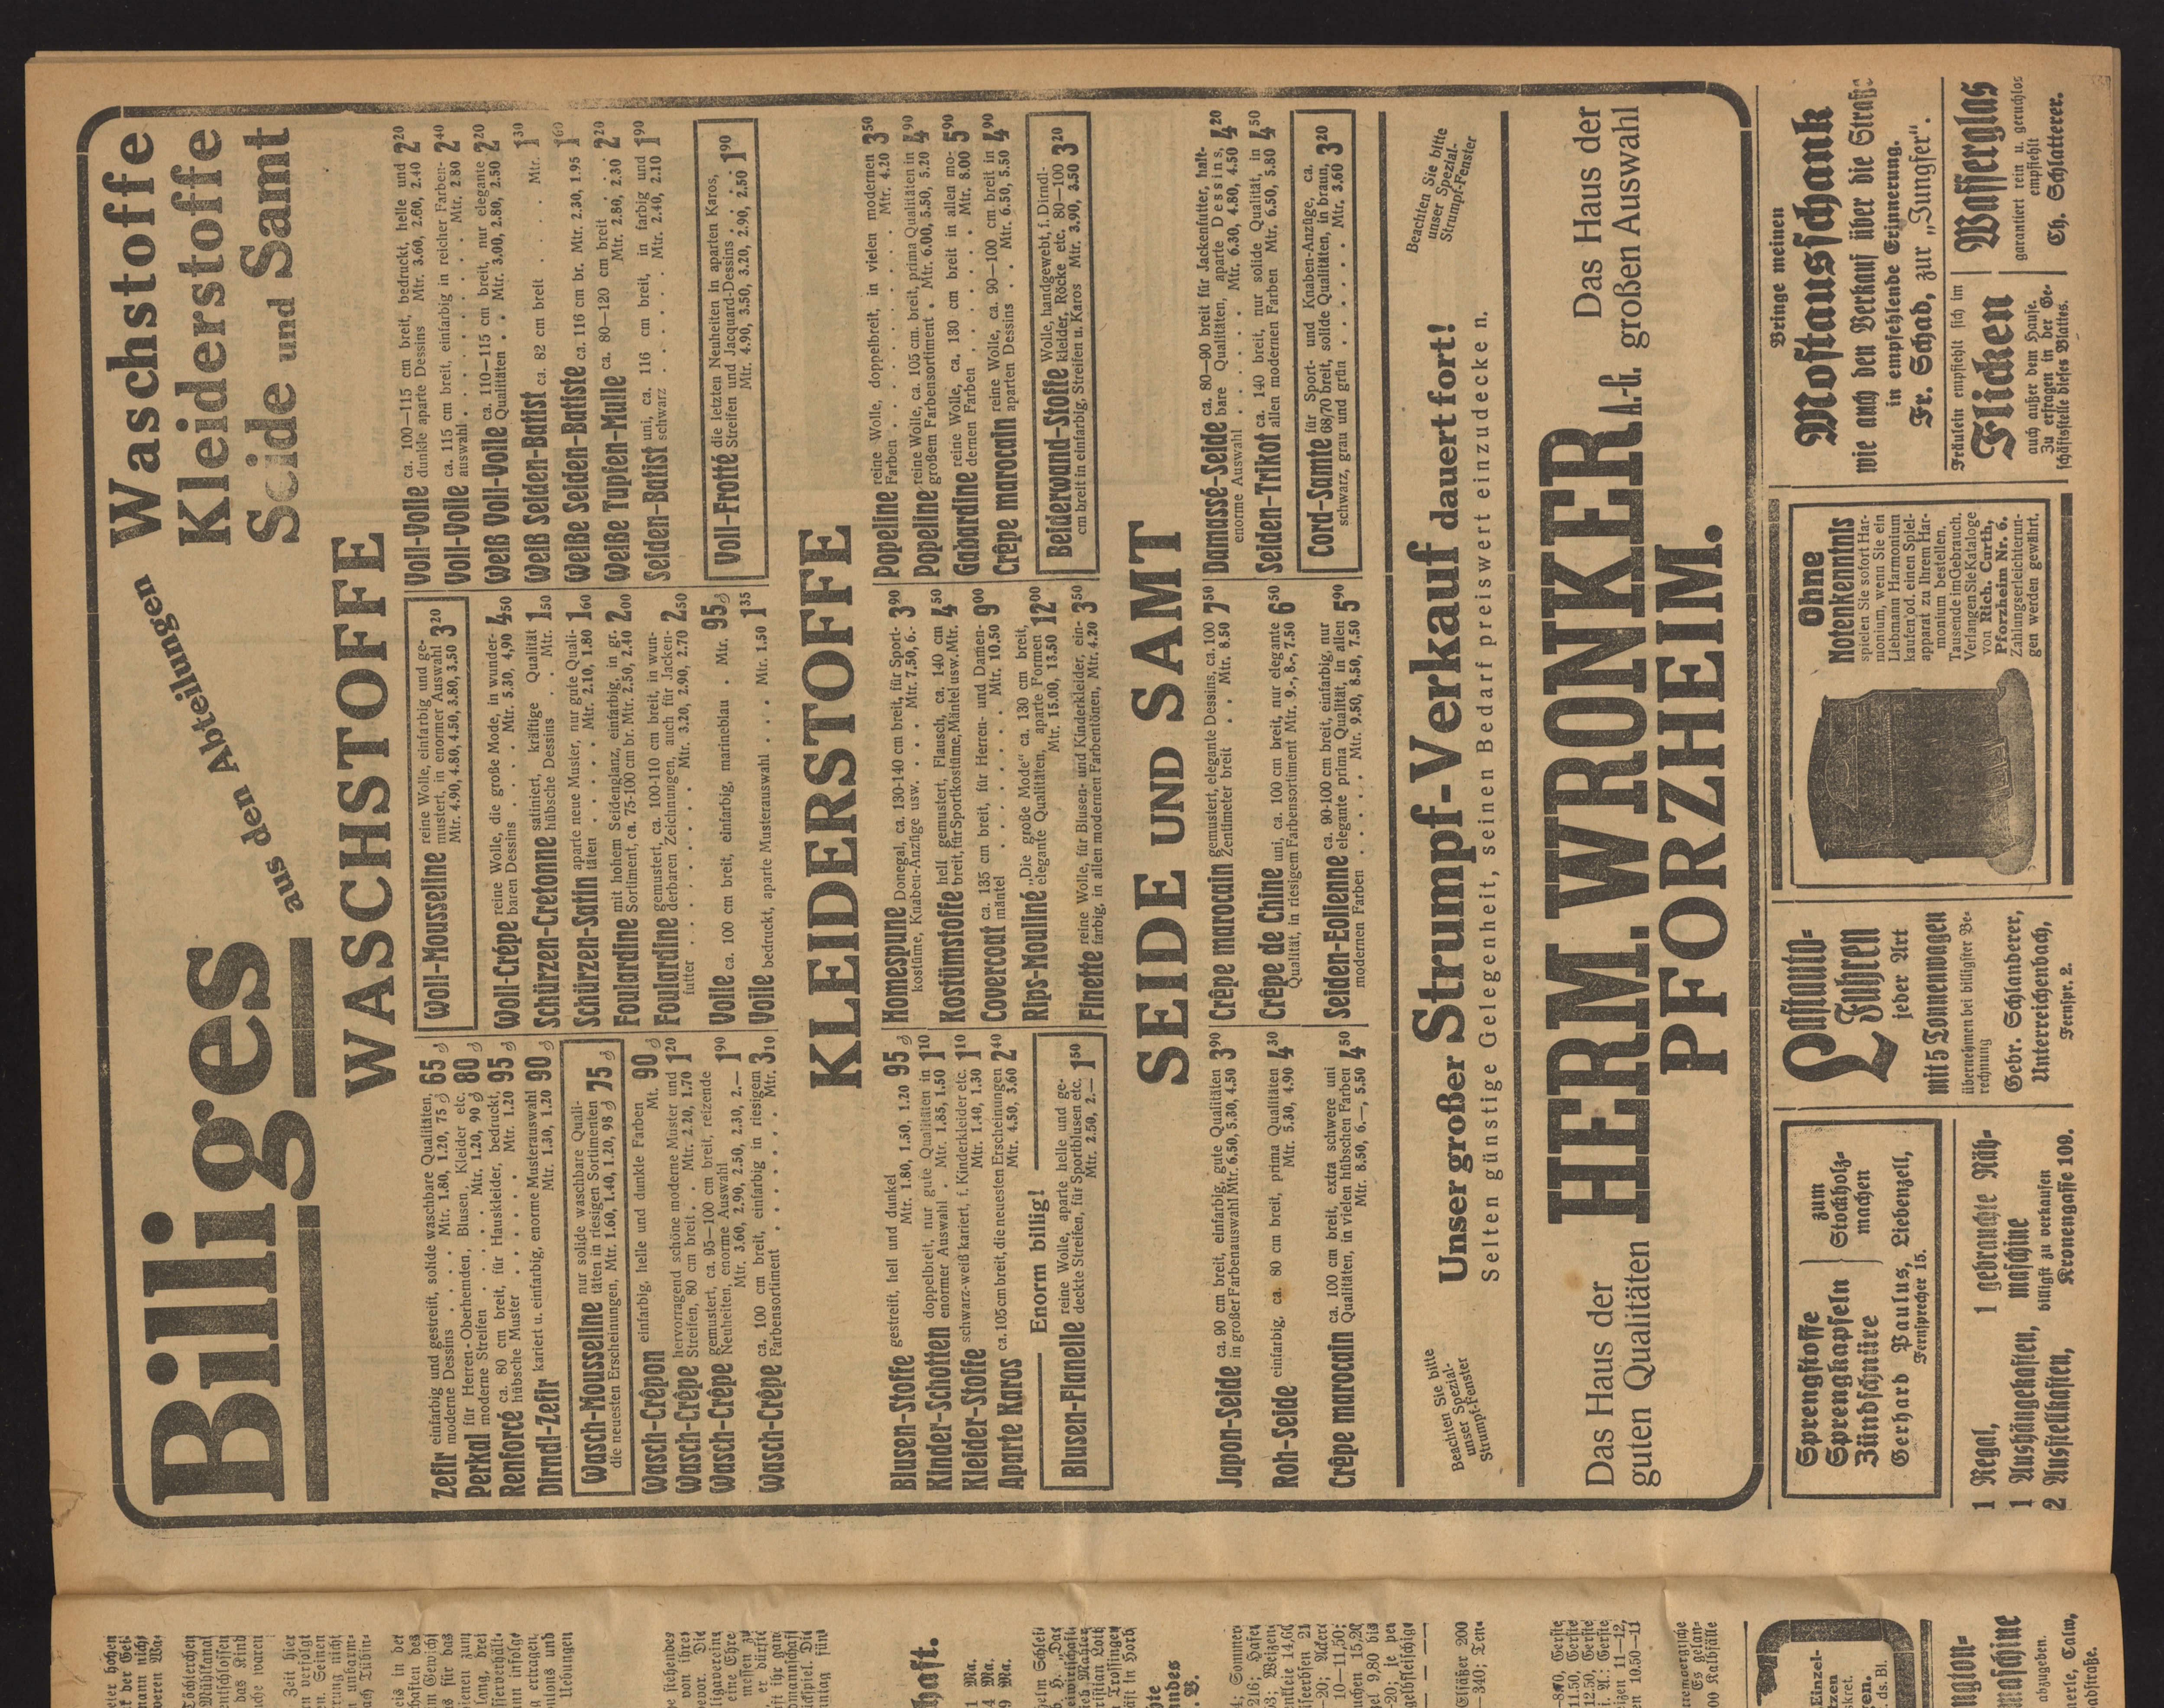 Billiges
aus den Abteilungen
Waschstoffe
Kleiderstoffe
Seide und Samt
WASCHSTOFFE
Zefir einfarbig und gestreift, solide waschbare Qualitäten, 65 ₰
moderne Dessins . . . . Mtr. 1.80, 1.20, 75 ₰
Perkal für Herren-Oberhemden, Blusen, Kleider etc. 80 ₰
moderne Streifen . . . . . Mtr. 1.20, 90 ₰
Renforcé ca. 80 cm breit, für Hauskleider, bedruckt, 95 ₰
hübsche Muster . . . . . . Mtr. 1.20
Dirndl-Zefir kariert u. einfarbig, enorme Musterauswahl 90 ₰
Mtr. 1.30, 1.20
Wasch-Mousseline nur solide waschbare Quali-
täten in riesigen Sortimenten 75 ₰
die neuesten Erscheinungen, Mtr. 1.60, 1.40, 1.20, 98 ₰
Wasch-Crêpon einfarbig, helle und dunkle Farben 90 ₰
Mt.
Wasch-Crêpe hervorragend schöne moderne Muster und 1 20
Streifen, 80 cm breit . . Mtr. 2.20, 1.70
Wasch-Crêpe gemustert, ca. 95—100 cm breit, reizende 1 90
Neuheiten, enorme Auswahl
Mtr. 3.60, 2.90, 2.50, 2.30, 2.—
Wasch-Crêpe ca. 100 cm breit, einfarbig in riesigem 3 10
Farbensortiment . . . . . . . Mtr.
Woll-Mousseline reine Wolle, einfarbig und ge-
mustert, in enormer Auswahl 3 20
Mtr. 4.90, 4.80, 4.50, 3.80, 3.50
Woll-Crêpe reine Wolle, die große Mode, in wunder- 4 50
baren Dessins . . . . Mtr. 5.30, 4.90
Schürzen-Cretonne satiniert, kräftige Qualität 1 50
hübsche Dessins . . Mtr.
Schürzen-Satin aparte neue Muster, nur gute Quali- 1 60
täten . . . . . . Mtr. 2.10, 1.80
Foulardine mit hohem Seidenglanz, einfarbig, in gr. 2 00
Sortiment, ca. 75-100 cm br. Mtr. 2.50, 2.40
Foulardine gemustert, ca. 100-110 cm breit, in wun- 2 50
derbaren Zeichnungen, auch für Jacken-
futter . . . . . . . . . Mtr. 3.20, 2.90, 2.70
Voile ca. 100 cm breit, einfarbig, marineblau . Mtr. 95 ₰
Voile bedruckt, aparte Musterauswahl . . . Mtr. 1.50 1 35
Voll-Voile ca. 100—115 cm breit, bedruckt, helle und 2 20
dunkle aparte Dessins Mtr. 3.60, 2.60, 2.40
Voll-Voile ca. 115 cm breit, einfarbig in reicher Farben- 2 40
auswahl . . . . . . . . . . . Mtr. 2.80
Weiß Voll-Voile ca. 110—115 cm breit, nur elegante 2 20
Qualitäten . . Mtr. 3.00, 2.80, 2.50
Weiß Seiden-Batist ca. 82 cm breit . . . . Mtr. 1 30
Weiße Seiden-Batiste ca. 116 cm br. Mtr. 2.30, 1.95 1 60
Weiße Tupfen-Mulle ca. 80—120 cm breit . . . 2 20
Mtr. 2.80, 2.30
Seiden-Batist uni, ca. 116 cm breit, in farbig und 1 90
schwarz . . . . . . . Mtr. 2.40, 2.10
Voll-Frotté die letzten Neuheiten in aparten Karos,
Streifen und Jacquard-Dessins . . . . 1 90
Mtr. 4.90, 3.50, 3.20, 2.90, 2.50
KLEIDERSTOFFE
Blusen-Stoffe gestreift, hell und dunkel 95 ₰
Mtr. 1.80, 1.50, 1.20
Kinder-Schotten doppelbreit, nur gute Qualitäten in 1 10
enormer Auswahl . Mtr. 1.85, 1.50
Kleider-Stoffe schwarz-weiß kariert, f. Kinderkleider etc. 1 10
Mtr. 1.40, 1.30
Aparte Karos ca. 105 cm breit, die neuesten Erscheinungen 2 40
Mtr. 4.50, 3.60
Enorm billig!
Blusen-Flanelle reine Wolle, aparte helle und ge-
deckte Streifen, für Sportblusen etc. 1 50
Mtr. 2.50, 2.—
Homespune Donegal, ca. 130-140 cm breit, für Sport- 3 90
kostüme, Knaben-Anzüge usw. . . . Mtr. 7.50, 6.-
Kostümstoffe hell gemustert, Flausch, ca. 140 cm 4 50
breit, für Sportkostüme, Mäntel usw. Mtr.
Covercoat ca. 135 cm breit, für Herren- und Damen- 9 00
mäntel . . . . . . . . . Mtr. 10.50
Rips-Mouliné „Die große Mode“ ca. 130 cm breit, 12 00
elegante Qualitäten, aparte Formen
Mtr. 15.00, 13.50
Finette reine Wolle, für Blusen- und Kinderkleider, ein- 3 50
farbig, in allen modernen Farbentönen, Mtr. 4.20
Popeline reine Wolle, doppelbreit, in vielen modernen 3 50
Farben . . . . . . . . . . . Mtr. 4.20
Popeline reine Wolle, ca. 105 cm. breit, prima Qualitäten in 4 90
großem Farbensortiment . Mtr. 6.00, 5.50, 5.20
Gabardine reine Wolle, ca. 130 cm breit in allen mo- 5 90
dernen Farben . . . . . . . . Mtr. 8.00
Crêpe marocain reine Wolle, ca. 90—100 cm. breit in 4 90
aparten Dessins . . Mtr. 6.50, 5.50
Beiderwand-Stoffe Wolle, handgewebt, f. Dirndl-
kleider, Röcke etc. 80—100 3 20
cm breit in einfarbig, Streifen u. Karos Mtr. 3.90, 3.50
SEIDE UND SAMT
Japon-Seide ca. 90 cm breit, einfarbig, gute Qualitäten 3 90
in großer Farbenauswahl Mtr. 6.50, 5.30, 4.50
Roh-Seide einfarbig, ca. 80 cm breit, prima Qualitäten 4 30
Mtr. 5.30, 4.90
Crêpe marocain ca. 100 cm breit, extra schwere uni 4 50
Qualitäten, in vielen hübschen Farben
Mtr. 8.50, 6.—, 5.50
Crêpe marocain gemustert, elegante Dessins, ca. 100 7 50
Zentimeter breit . . . Mtr. 8.50
Crêpe de Chine uni, ca. 100 cm breit, nur elegante 6 50
Qualität, in riesigem Farbensortiment Mtr. 9.-, 8.-, 7.50
Seiden-Eolienne ca. 90-100 cm breit, einfarbig, nur
elegante prima Qualität, in allen 5 90
modernen Farben . . . . . Mtr. 9.50, 8.50, 7.50
Damassé-Seide ca. 80—90 breit für Jackenfutter, halt-
bare Qualitäten, aparte Dessins, 4 20
enorme Auswahl . . . . . Mtr. 6.30, 4.80, 4.50
Seiden-Trikot ca. 140 breit, nur solide Qualität, in 4 50
allen modernen Farben Mtr. 6.50, 5.80
Cord-Samte für Sport- und Knaben-Anzüge, ca.
68/70 breit, solide Qualitäten, in braun, 3 20
schwarz, grau und grün . . . . . . Mtr. 3.60
Beachten Sie bitte
unser Spezial-
Strumpf-Fenster
Unser großer Strumpf-Verkauf dauert fort!
Selten günstige Gelegenheit, seinen Bedarf preiswert einzudecken.
Beachten Sie bitte
unser Spezial-
Strumpf-Fenster
Das Haus der
guten Qualitäten
HERM. WRONKER A.-G.
PFORZHEIM.
Das Haus der
großen Auswahl
Sprengstoffe
Sprengkapseln
Zündschnüre
zum
Stockholz-
machen
Gerhard Paulus, Liebenzell,
Fernsprecher 15.
1 Regal,
1 Aushängekasten,
2 Ausstellkasten,
1 gebrauchte Näh-
maschine
billigst zu verkaufen
Kronengasse 109.
Lastauto-
Fuhren
jeder Art
mit 5 Tonnenwagen
übernehmen bei billigster Be-
rechnung
Gebr. Schlanderer,
Unterreichenbach,
Fernspr. 2.
Ohne
Notenkenntnis
spielen Sie sofort Har-
monium, wenn Sie ein
Liebmann Harmonium
kaufen od. einen Spiel-
apparat zu Ihrem Har-
monium bestellen.
Tausende im Gebrauch.
Verlangen Sie Kataloge
von Rich. Curth,
Pforzheim Nr. 6.
Zahlungserleichterun-
gen werden gewährt.
Bringe meinen
Mostausschank
wie auch den Verkauf über die Straße
in empfehlende Erinnerung.
Fr. Schad, zur „Jungfer“.
Fräulein empfiehlt sich im
Flicken
auch außer dem Hause.
Zu erfragen in der Ge-
schäftsstelle dieses Blattes.
Wasserglas
garantiert rein u. geruchlos
empfiehlt
Ch. Schlatterer.